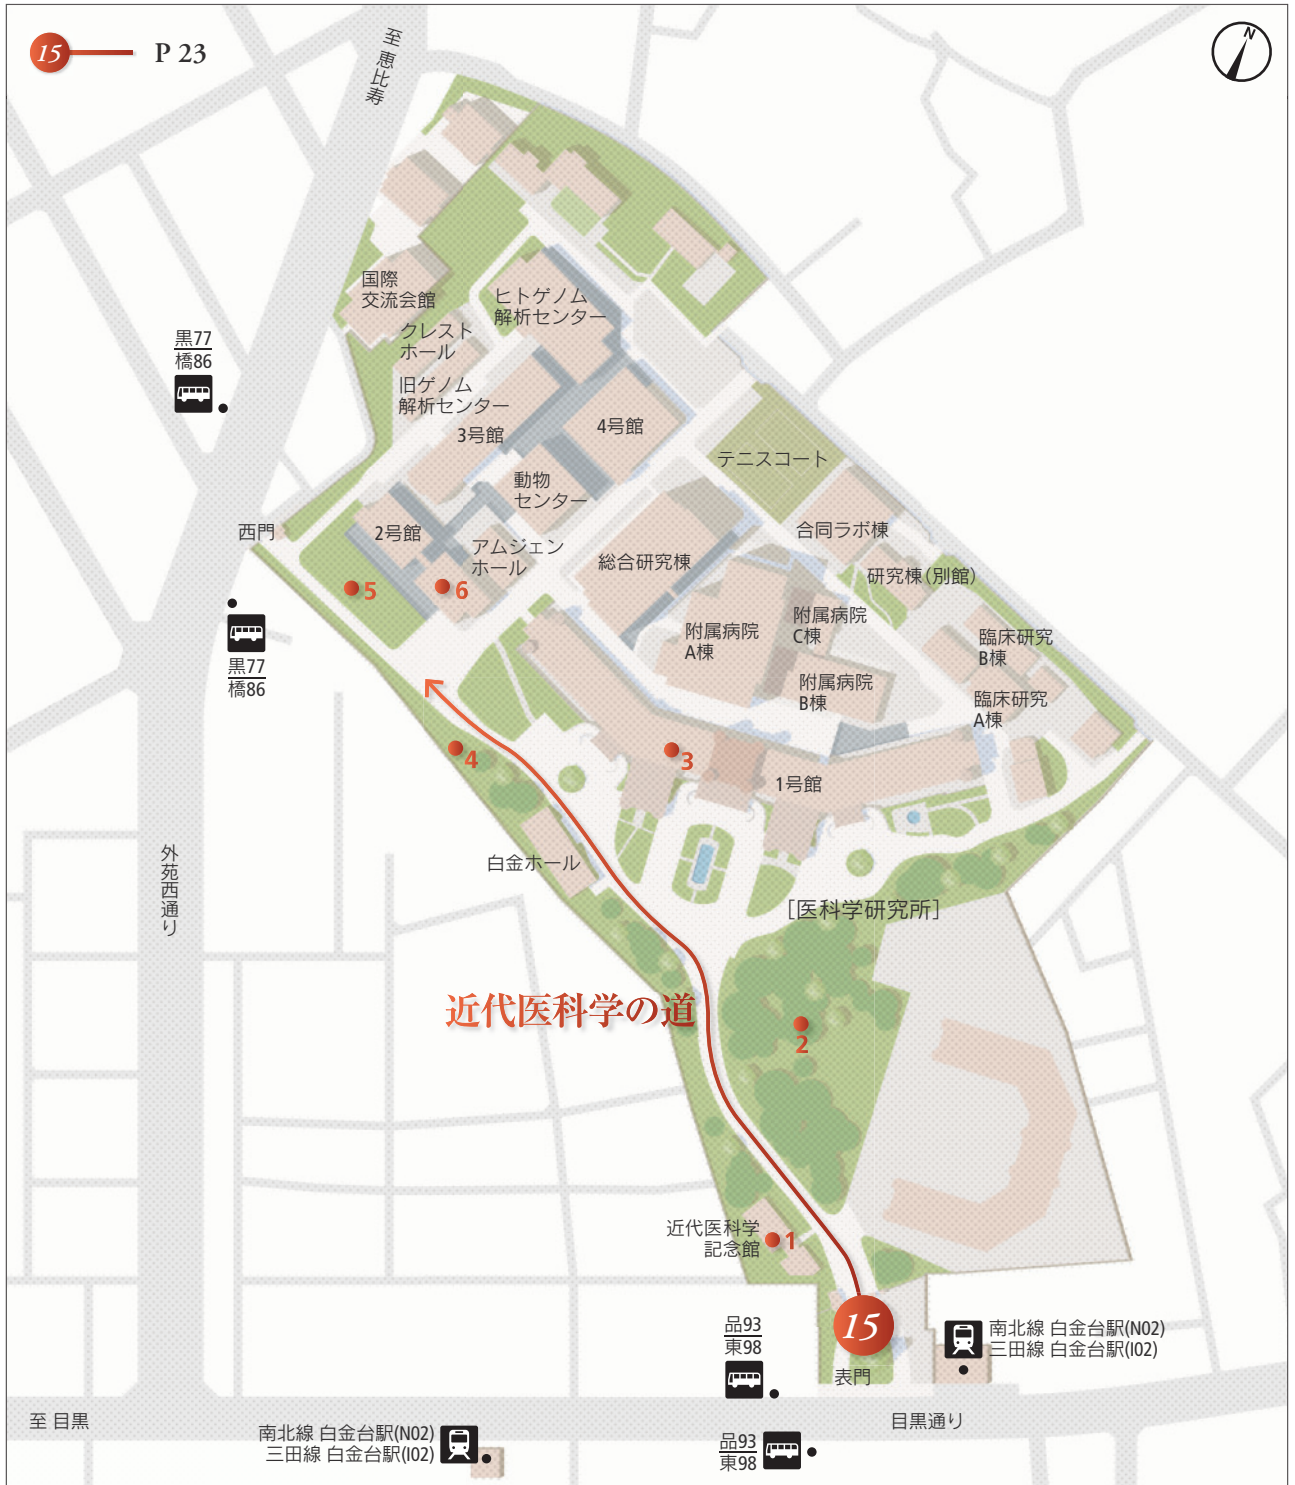 15 P 23
N
至 恵比寿
国際
交流会館
ヒトゲノム
解析センター
クレスト
ホール
黒77
橋86
旧ゲノム
解析センター
3号館
4号館
テニスコート
動物
センター
西門
2号館
アムジェン
ホール
合同ラボ棟
総合研究棟
研究棟(別館)
5
6
附属病院
A棟
附属病院
C棟
臨床研究
B棟
黒77
橋86
附属病院
B棟
臨床研究
A棟
4
3
1号館
外苑西通り
白金ホール
[医科学研究所]
近代医科学の道
2
近代医科学
記念館
1
15
品93
東98
南北線 白金台駅(N02)
三田線 白金台駅(I02)
表門
至 目黒
目黒通り
南北線 白金台駅(N02)
三田線 白金台駅(I02)
品93
東98